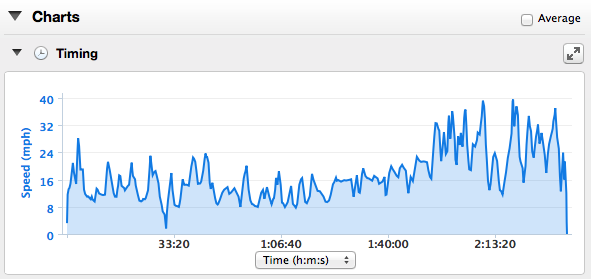 Charts
Average
Timing
Speed (mph)
40
32
24
16
8
0
33:20 1:06:40 1:40:00 2:13:20
Time (h:m:s)